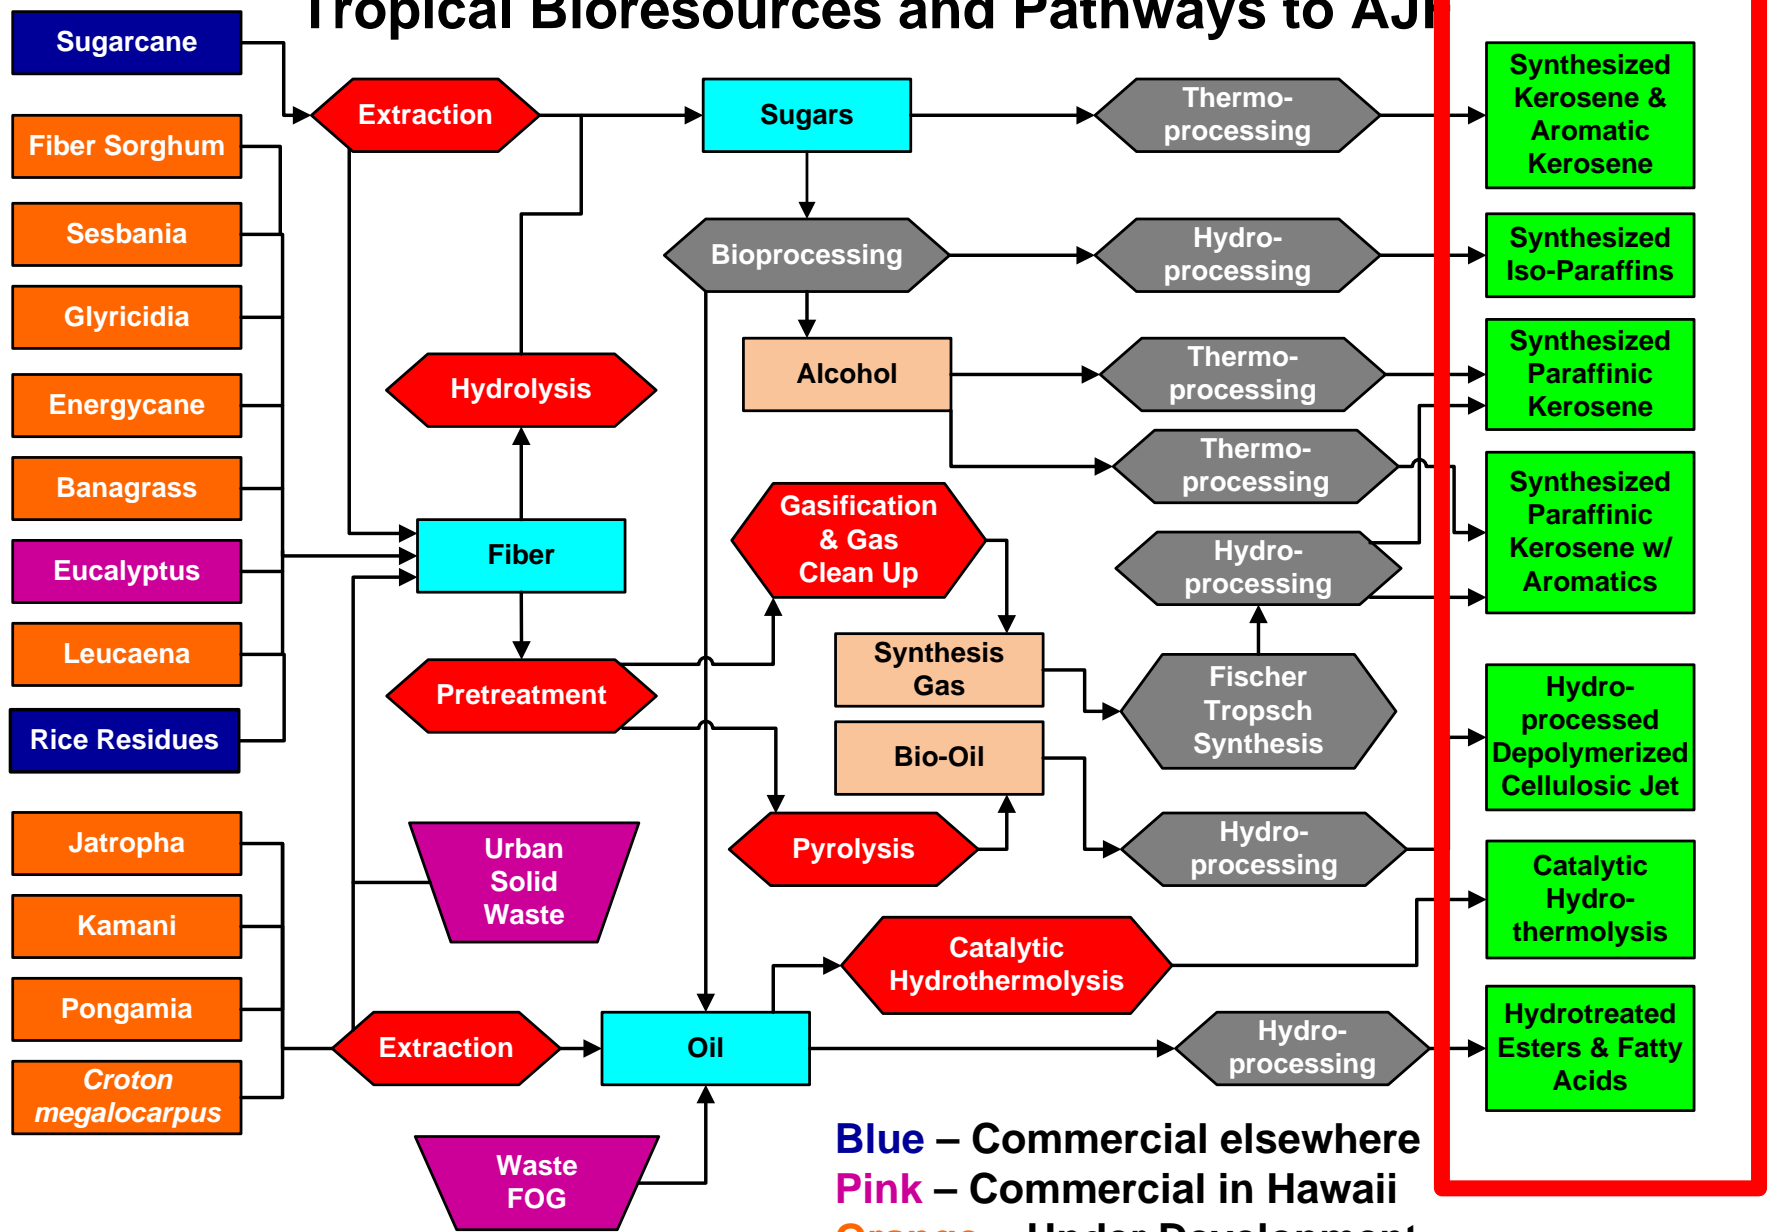 Tropical Bioresources and Pathways to AJF
Sugarcane
Fiber Sorghum
Sesbania
Glyricidia
Energycane
Banagrass
Eucalyptus
Leucaena
Rice Residues
Jatropha
Kamani
Pongamia
Croton
megalocarpus
Extraction
Hydrolysis
Fiber
Pretreatment
Urban
Solid
Waste
Extraction
Waste
FOG
Sugars
Bioprocessing
Alcohol
Gasification
& Gas
Clean Up
Synthesis
Gas
Bio-Oil
Pyrolysis
Catalytic
Hydrothermolysis
Oil
Thermo-
processing
Hydro-
processing
Thermo-
processing
Thermo-
processing
Hydro-
processing
Fischer
Tropsch
Synthesis
Hydro-
processing
Hydro-
processing
Synthesized
Kerosene &
Aromatic
Kerosene
Synthesized
Iso-Paraffins
Synthesized
Paraffinic
Kerosene
Synthesized
Paraffinic
Kerosene w/
Aromatics
Hydro-
processed
Depolymerized
Cellulosic Jet
Catalytic
Hydro-
thermolysis
Hydrotreated
Esters & Fatty
Acids
Blue – Commercial elsewhere
Pink – Commercial in Hawaii
Orange – Under Development